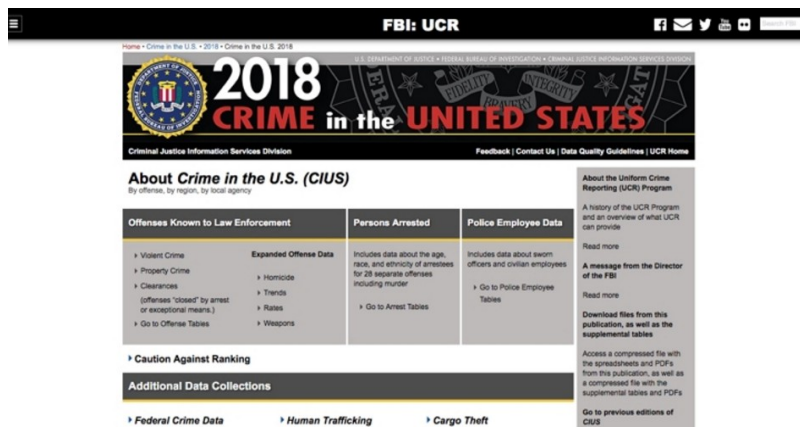 FBI: UCR
Search FBI
Home • Crime in the U.S. • 2018 • Crime in the U.S. 2018
U.S. DEPARTMENT OF JUSTICE • FEDERAL BUREAU OF INVESTIGATION • CRIMINAL JUSTICE INFORMATION SERVICES DIVISION
2018
CRIME in the UNITED STATES
FIDELITY BRAVERY INTEGRITY
DEPARTMENT OF JUSTICE
FEDERAL BUREAU OF INVESTIGATION
Criminal Justice Information Services Division
Feedback | Contact Us | Data Quality Guidelines | UCR Home
About Crime in the U.S. (CIUS)
By offense, by region, by local agency
Offenses Known to Law Enforcement
Violent Crime
Property Crime
Clearances
(offenses "closed" by arrest
or exceptional means.)
Go to Offense Tables
Expanded Offense Data
Homicide
Trends
Rates
Weapons
Persons Arrested
Includes data about the age,
race, and ethnicity of arrestees
for 28 separate offenses
including murder
Go to Arrest Tables
Police Employee Data
Includes data about sworn
officers and civilian employees
Go to Police Employee
Tables
Caution Against Ranking
Additional Data Collections
Federal Crime Data
Human Trafficking
Cargo Theft
About the Uniform Crime
Reporting (UCR) Program
A history of the UCR Program
and an overview of what UCR
can provide
Read more
A message from the Director
of the FBI
Read more
Download files from this
publication, as well as the
supplemental tables
Access a compressed file with
the spreadsheets and PDFs
from this publication, as well as
a compressed file with the
supplemental tables and PDFs
Go to previous editions of
CIUS